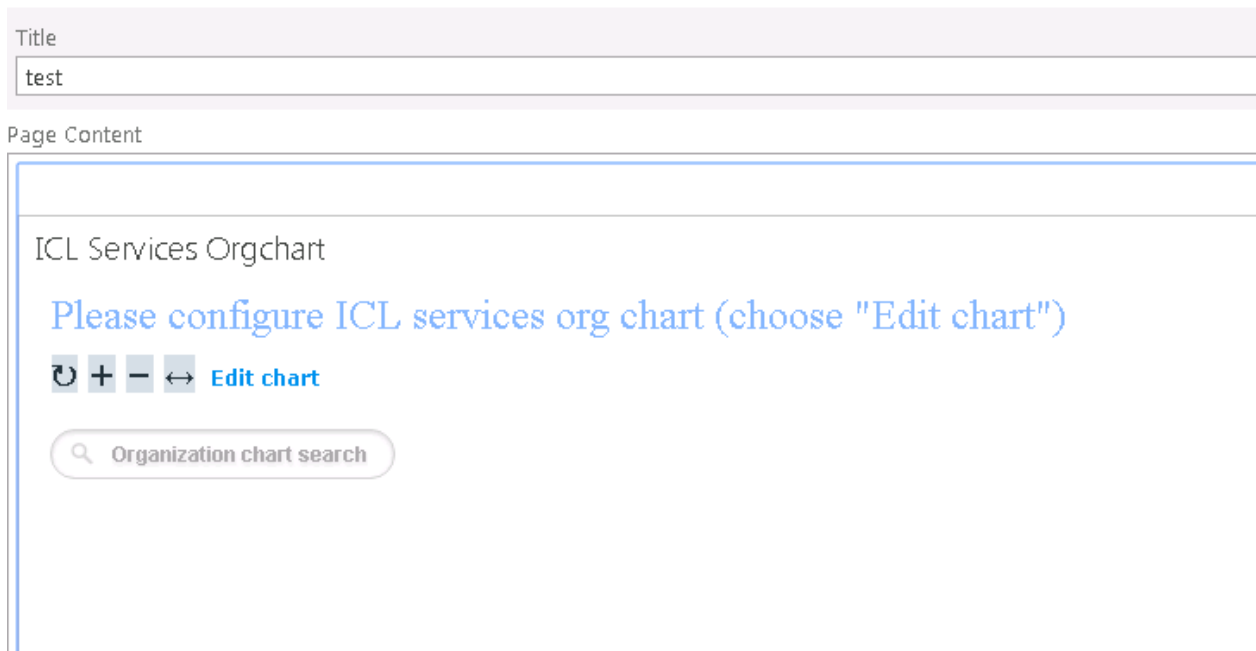 Title
test
Page Content
ICL Services Orgchart
Please configure ICL services org chart (choose "Edit chart")
↻ + − ↔ Edit chart
Organization chart search